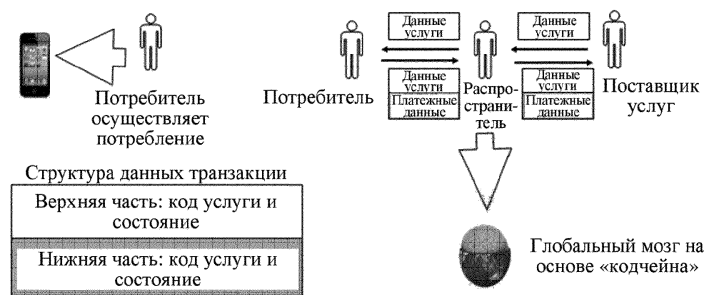 Потребитель
осуществляет
потребление
Данные
услуги
Данные
услуги
Потребитель
Данные
услуги
Платежные
данные
Распро-
страни-
тель
Данные
услуги
Платежные
данные
Поставщик
услуг
Структура данных транзакции
Верхняя часть: код услуги и
состояние
Нижняя часть: код услуги и
состояние
Глобальный мозг на
основе «кодчейна»